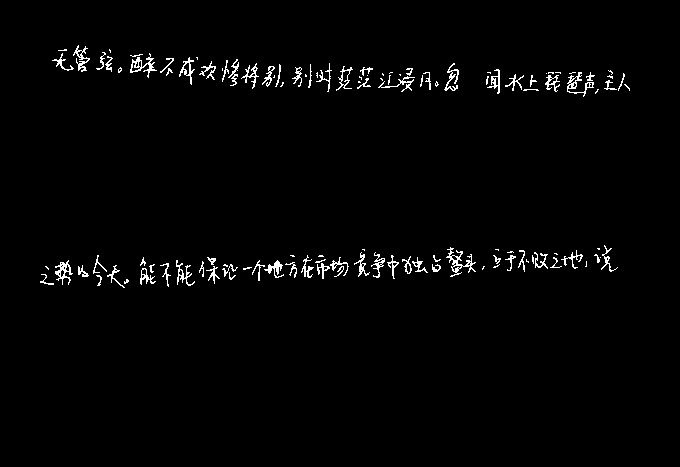 无管弦。醉不成欢惨将别，别时茫茫江浸月。忽闻水上琵琶声，主人
之势的今天。能不能保证一个地方在市场竞争中独占鳌头，立于不败之地，说